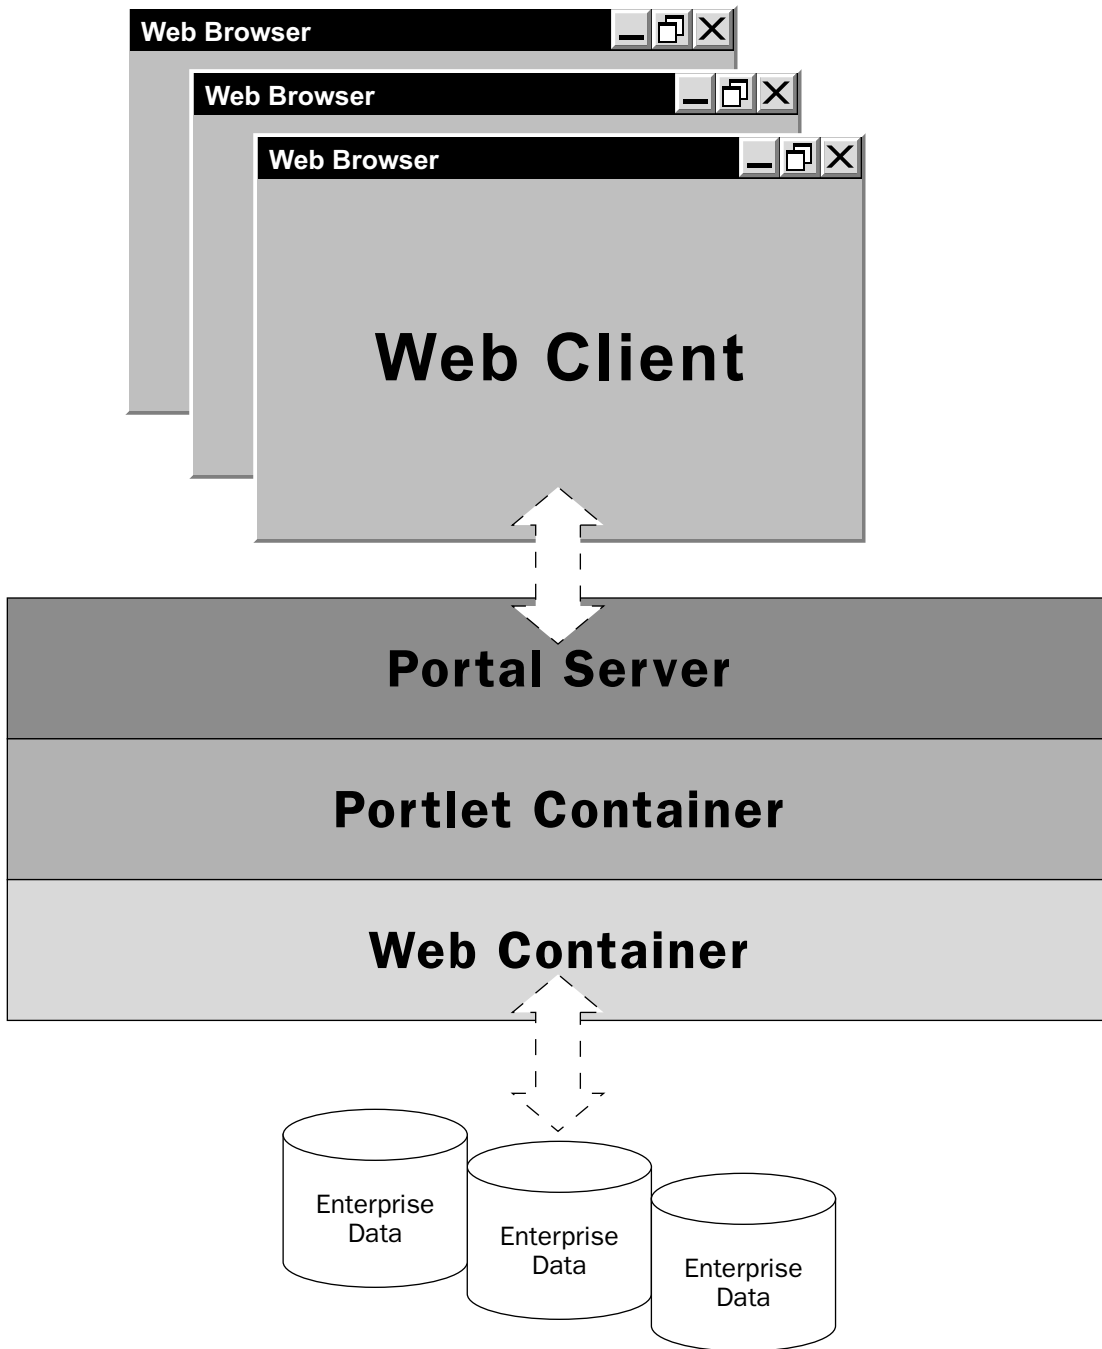 Web Browser
Web Browser
Web Browser
Web Client
Portal Server
Portlet Container
Web Container
Enterprise
Data
Enterprise
Data
Enterprise
Data